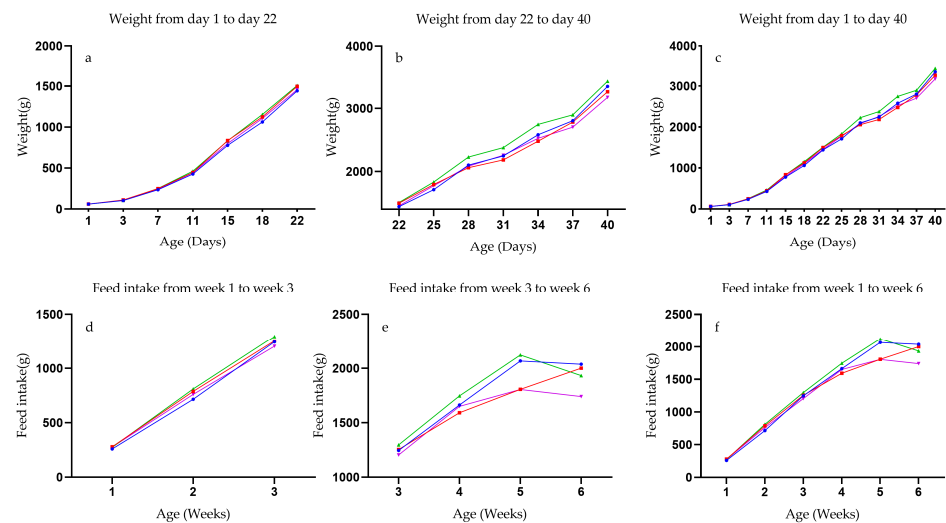 Weight from day 1 to day 22
Weight from day 22 to day 40
Weight from day 1 to day 40
a
Weight(g)
2000
1500
1000
500
0
1 3 7 11 15 18 22
Age (Days)
b
Weight(g)
4000
3000
2000
22 25 28 31 34 37 40
Age (Days)
c
Weight(g)
4000
3000
2000
1000
0
1 3 7 11 15 18 22 25 28 31 34 37 40
Age (Days)
Feed intake from week 1 to week 3
Feed intake from week 3 to week 6
Feed intake from week 1 to week 6
d
Feed intake(g)
1500
1000
500
0
1 2 3
Age (Weeks)
e
Feed intake(g)
2500
2000
1500
1000
3 4 5 6
Age (Weeks)
f
Feed intake(g)
2500
2000
1500
1000
500
0
1 2 3 4 5 6
Age (Weeks)